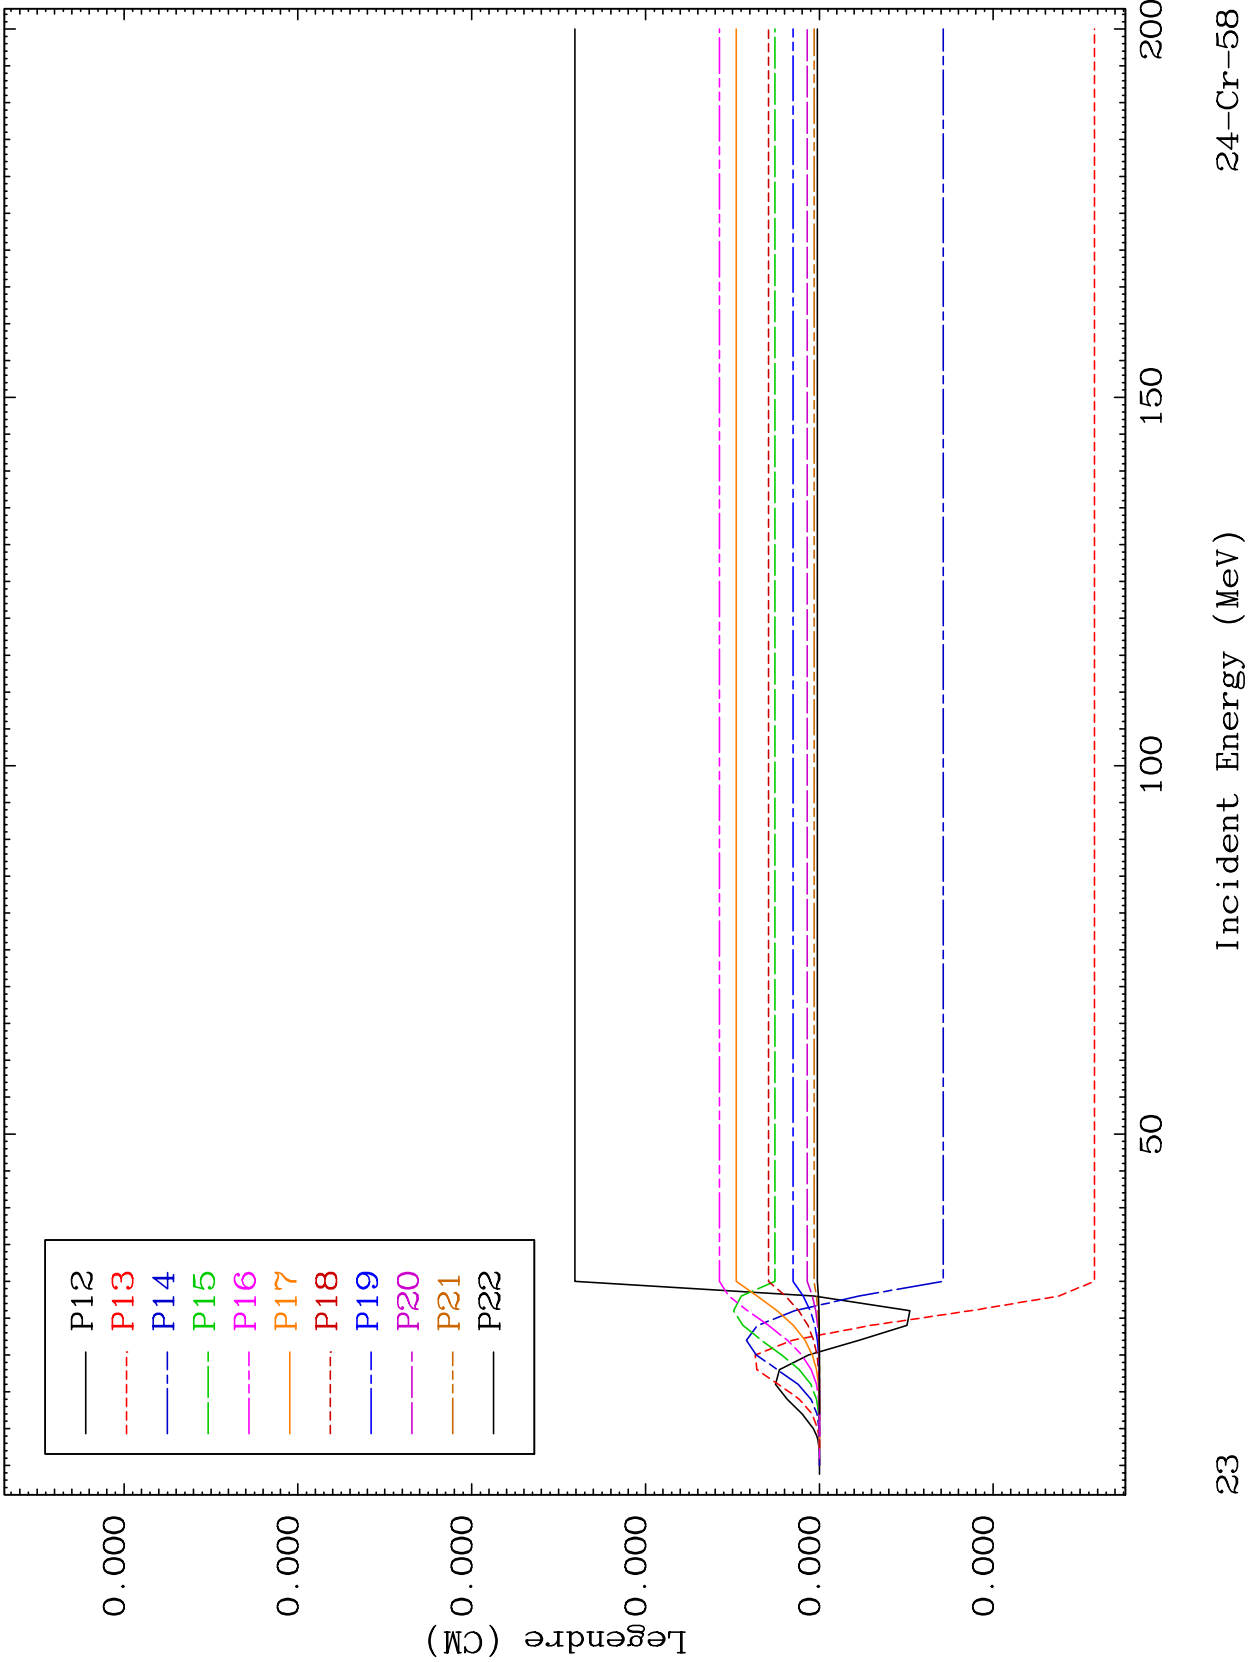 P12
P13
P14
P15
P16
P17
P18
P19
P20
P21
P22
Legendre (CM)
0.000
0.000
0.000
0.000
0.000
0.000
50
100
150
200
Incident Energy (MeV)
23
24-Cr-58